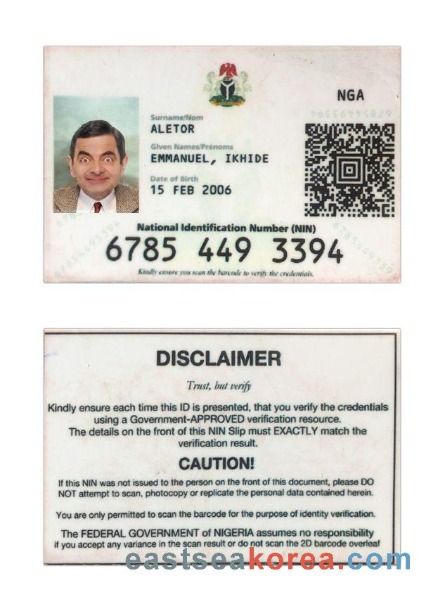 NGA
Surname/Nom
ALETOR
Given Names/Prénoms
EMMANUEL, IKHIDE
Date of Birth
15 FEB 2006
National Identification Number (NIN)
6785 449 3394
Kindly ensure you scan the barcode to verify the credentials.
DISCLAIMER
Trust, but verify
Kindly ensure each time this ID is presented, that you verify the credentials
using a Government-APPROVED verification resource.
The details on the front of this NIN Slip must EXACTLY match the
verification result.
CAUTION!
If this NIN was not issued to the person on the front of this document, please DO
NOT attempt to scan, photocopy or replicate the personal data contained herein.
You are only permitted to scan the barcode for the purpose of identity verification.
The FEDERAL GOVERNMENT of NIGERIA assumes no responsibility
if you accept any variance in the scan result or do not scan the 2D barcode overleaf
eastseakorea.com